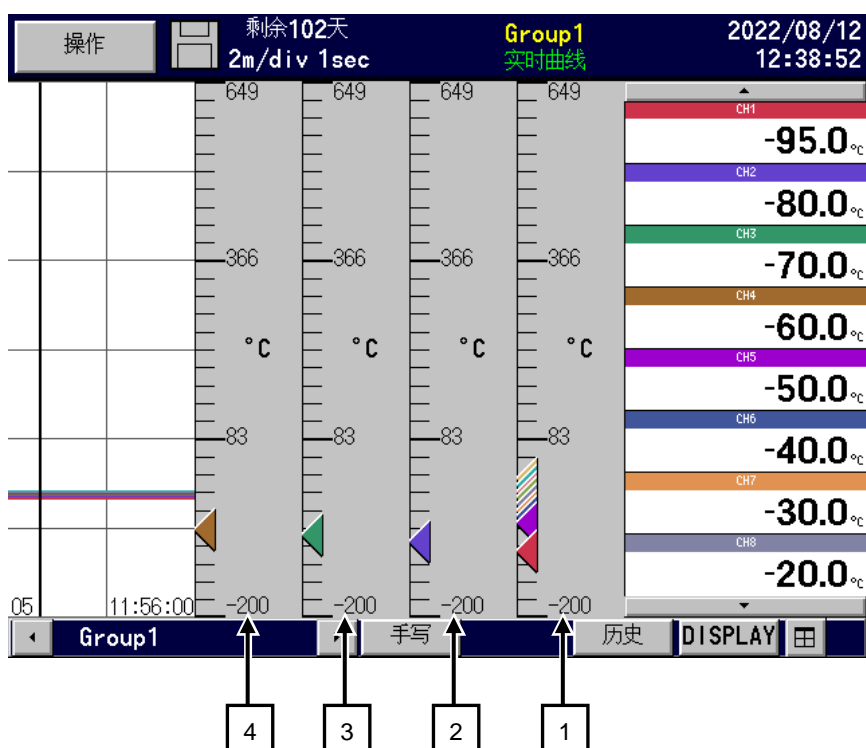 操作
剩余102天
2m/div 1sec
Group1
实时曲线
2022/08/12
12:38:52
649 649 649 649
366 366 366 366
°C °C °C °C
83 83 83 83
-200 -200 -200 -200
CH1
-95.0 °C
CH2
-80.0 °C
CH3
-70.0 °C
CH4
-60.0 °C
CH5
-50.0 °C
CH6
-40.0 °C
CH7
-30.0 °C
CH8
-20.0 °C
05 11:56:00
Group1 手写 历史 DISPLAY
4 3 2 1